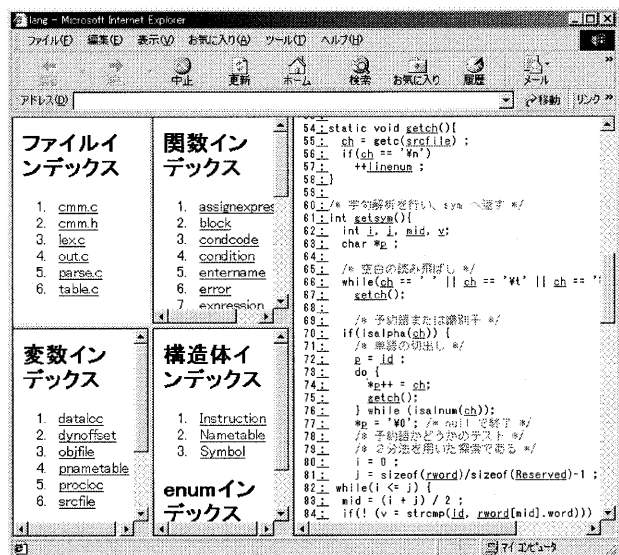 lang - Microsoft Internet Explorer
ファイル(F) 編集(E) 表示(V) お気に入り(A) ツール(T) ヘルプ(H)
中止 更新 ホーム 検索 お気に入り 履歴 メール
アドレス(D) 移動 リンク
ファイルインデックス
1. cmm.c
2. cmm.h
3. lex.c
4. out.c
5. parse.c
6. table.c
関数インデックス
1. assignexpres
2. block
3. condcode
4. condition
5. entername
6. error
7. expression
変数インデックス
1. dataloc
2. dynoffset
3. objfile
4. pnametable
5. procloc
6. srcfile
構造体インデックス
1. Instruction
2. Nametable
3. Symbol
enumインデックス
54: static void getch(){
55: ch = getc(srcfile) ;
56: if(ch == '¥n')
57: ++linenum ;
58: }
59:
60: /* 字句解析を行い、sym へ返す */
61: int getsym(){
62: int i, j, mid, v;
63: char *p ;
64:
65: /* 空白の読み飛ばし */
66: while(ch == ' ' || ch == '¥t' || ch == '
67: getch();
68:
69: /* 予約語または識別子 */
70: if(isalpha(ch)) {
71: /* 単語の切出し */
72: p = id ;
73: do {
74: *p++ = ch;
75: getch();
76: } while (isalnum(ch));
77: *p = '¥0'; /* null で終了 */
78: /* 予約語かどうかのテスト */
79: /* 2分法を用いた探索である */
80: i = 0 ;
81: j = sizeof(rword)/sizeof(Reserved)-1 ;
82: while(i <= j) {
83: mid = (i + j) / 2 ;
84: if(! (v = strcmp(id, rword[mid].word)))
マイ コンピュータ